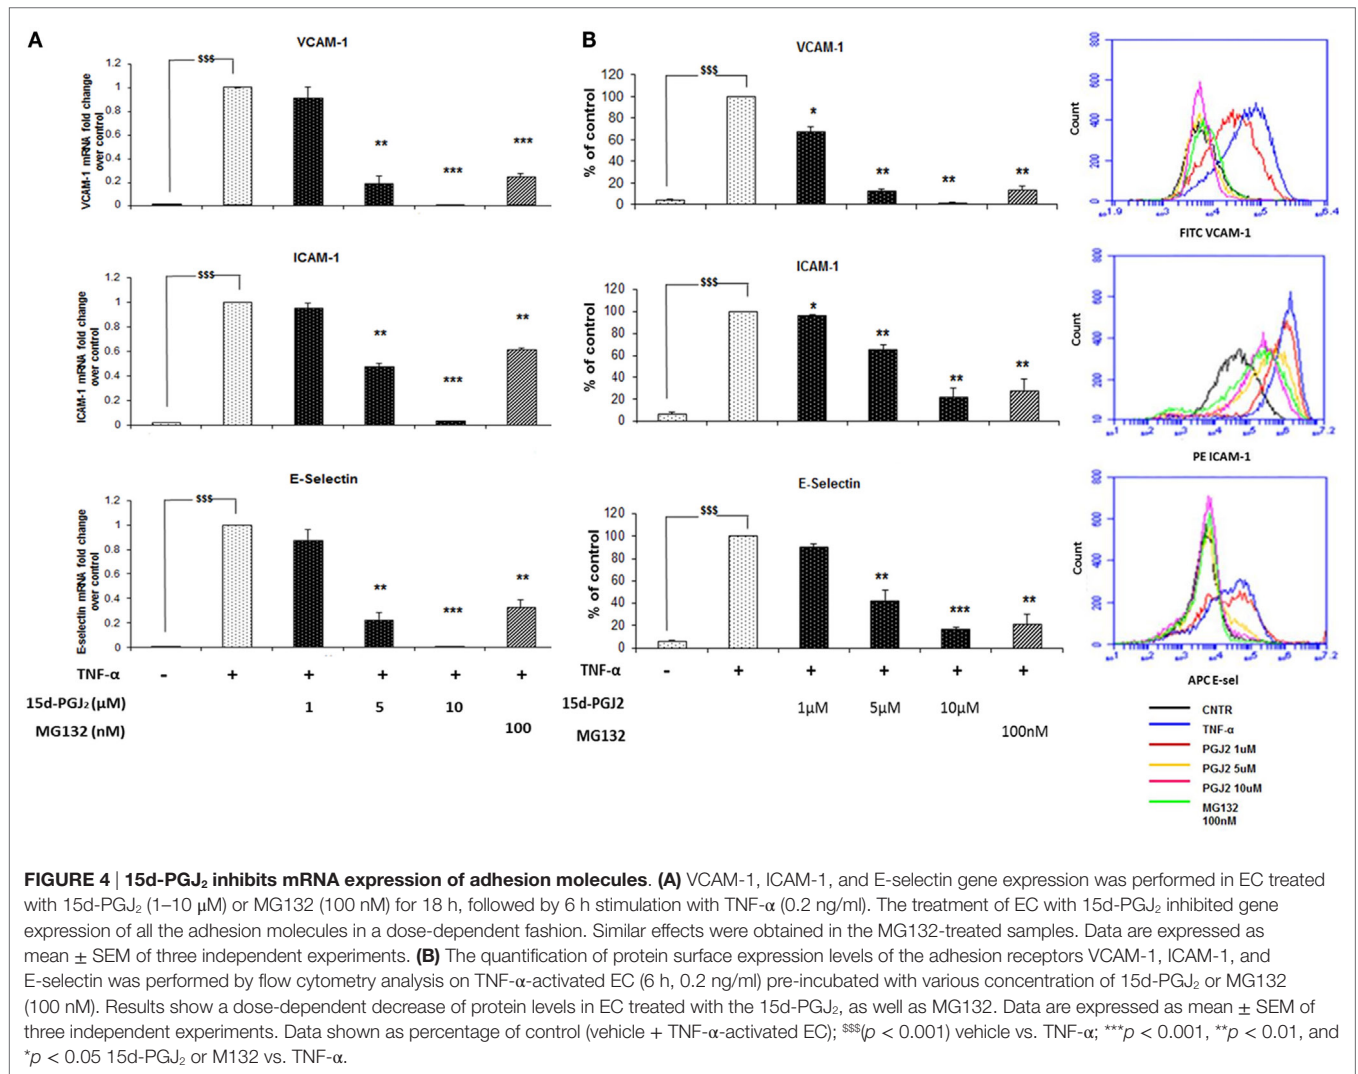 A
VCAM-1
VCAM-1 mRNA fold change
over control
1.2
1
0.8
0.6
0.4
0.2
0
$$$
**
***
***
ICAM-1
ICAM-1 mRNA fold change
over control
1.2
1
0.8
0.6
0.4
0.2
0
$$$
**
***
**
E-Selectin
E-selectin mRNA fold change
over control
1.2
1
0.8
0.6
0.4
0.2
0
$$$
**
***
**
TNF-α - + + + + +
15d-PGJ₂ (μM) 1 5 10
MG132 (nM) 100
B
VCAM-1
% of control
120
100
80
60
40
20
0
$$$
*
**
**
**
ICAM-1
% of control
120
100
80
60
40
20
0
$$$
*
**
**
**
E-Selectin
% of control
120
100
80
60
40
20
0
$$$
**
***
**
TNF-α - + + + + +
15d-PGJ2 1μM 5μM 10μM
MG132 100nM
Count
800
600
400
200
0
FITC VCAM-1
Count
800
600
400
200
10
PE ICAM-1
Count
800
600
400
200
0
APC E-sel
CNTR
TNF-α
PGJ2 1uM
PGJ2 5uM
PGJ2 10uM
MG132
100nM
FIGURE 4 | 15d-PGJ₂ inhibits mRNA expression of adhesion molecules. (A) VCAM-1, ICAM-1, and E-selectin gene expression was performed in EC treated
with 15d-PGJ₂ (1–10 μM) or MG132 (100 nM) for 18 h, followed by 6 h stimulation with TNF-α (0.2 ng/ml). The treatment of EC with 15d-PGJ₂ inhibited gene
expression of all the adhesion molecules in a dose-dependent fashion. Similar effects were obtained in the MG132-treated samples. Data are expressed as
mean ± SEM of three independent experiments. (B) The quantification of protein surface expression levels of the adhesion receptors VCAM-1, ICAM-1, and
E-selectin was performed by flow cytometry analysis on TNF-α-activated EC (6 h, 0.2 ng/ml) pre-incubated with various concentration of 15d-PGJ₂ or MG132
(100 nM). Results show a dose-dependent decrease of protein levels in EC treated with the 15d-PGJ₂, as well as MG132. Data are expressed as mean ± SEM of
three independent experiments. Data shown as percentage of control (vehicle + TNF-α-activated EC); $$$(p < 0.001) vehicle vs. TNF-α; ***p < 0.001, **p < 0.01, and
*p < 0.05 15d-PGJ₂ or M132 vs. TNF-α.